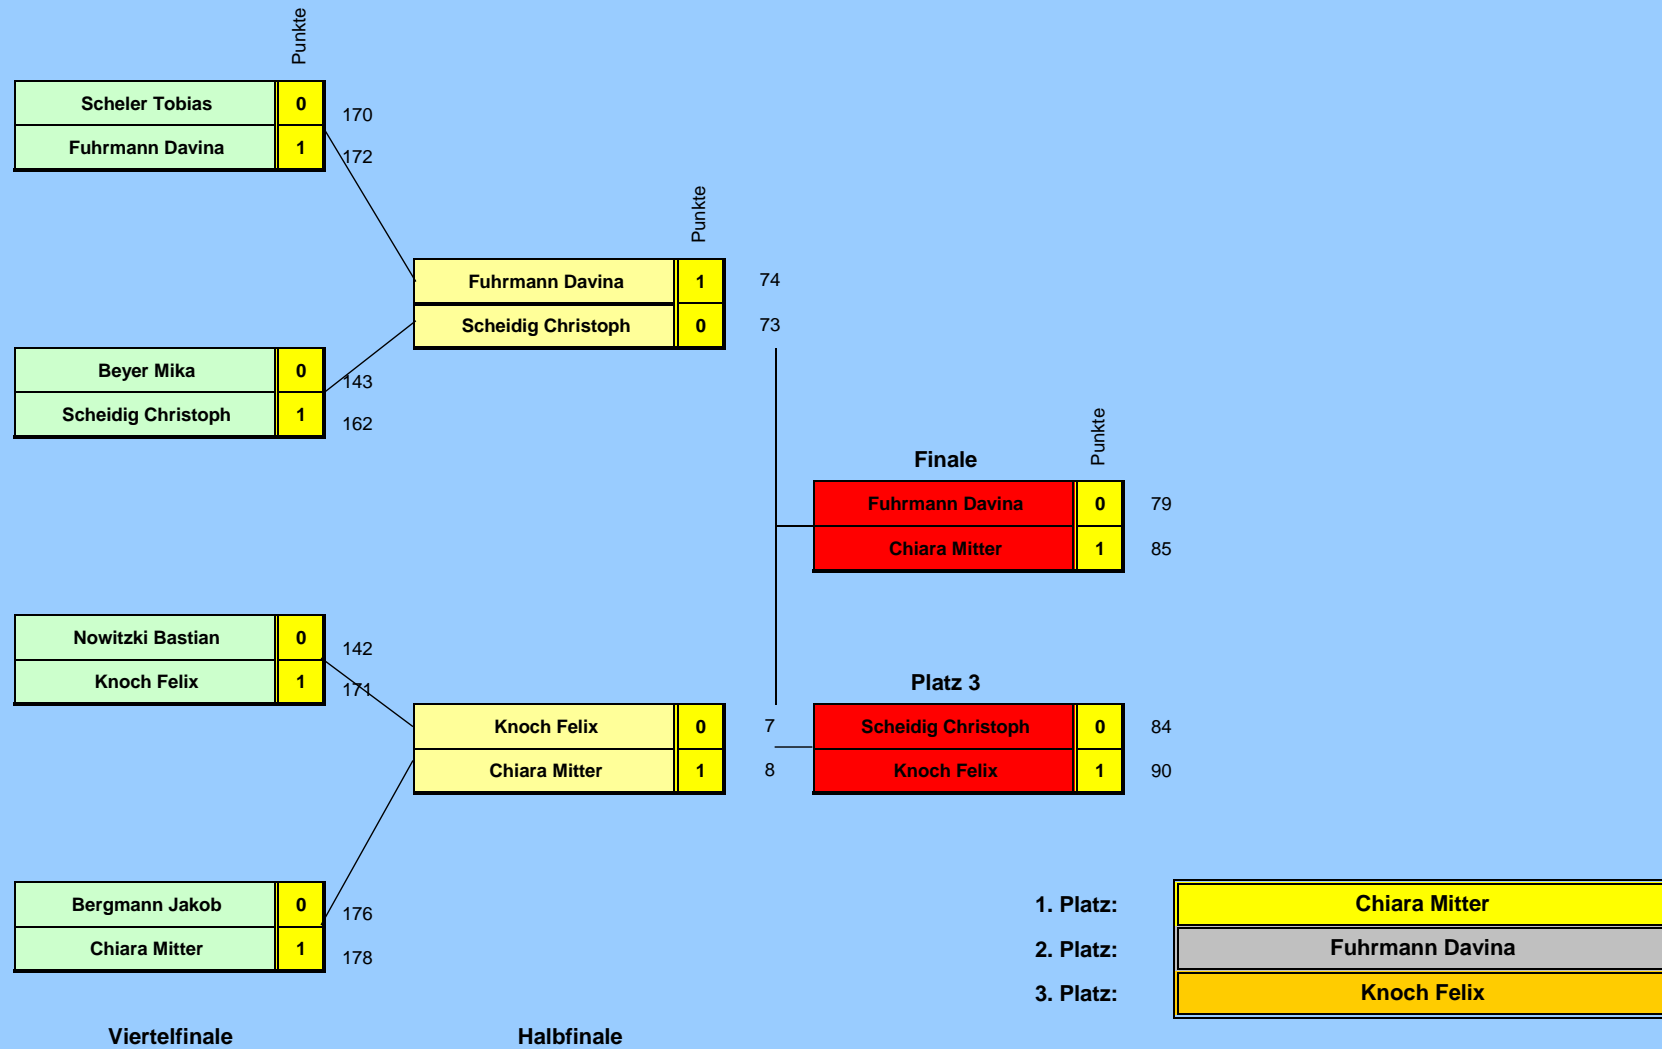 Punkte
Scheler Tobias 0 170
Fuhrmann Davina 1 172
Punkte
Fuhrmann Davina 1 74
Scheidig Christoph 0 73
Beyer Mika 0 143
Scheidig Christoph 1 162
Punkte
Finale
Fuhrmann Davina 0 79
Chiara Mitter 1 85
Nowitzki Bastian 0 142
Knoch Felix 1 171
Platz 3
Knoch Felix 0 7
Chiara Mitter 1 8
Scheidig Christoph 0 84
Knoch Felix 1 90
Bergmann Jakob 0 176
Chiara Mitter 1 178
1. Platz: Chiara Mitter
2. Platz: Fuhrmann Davina
3. Platz: Knoch Felix
Viertelfinale Halbfinale